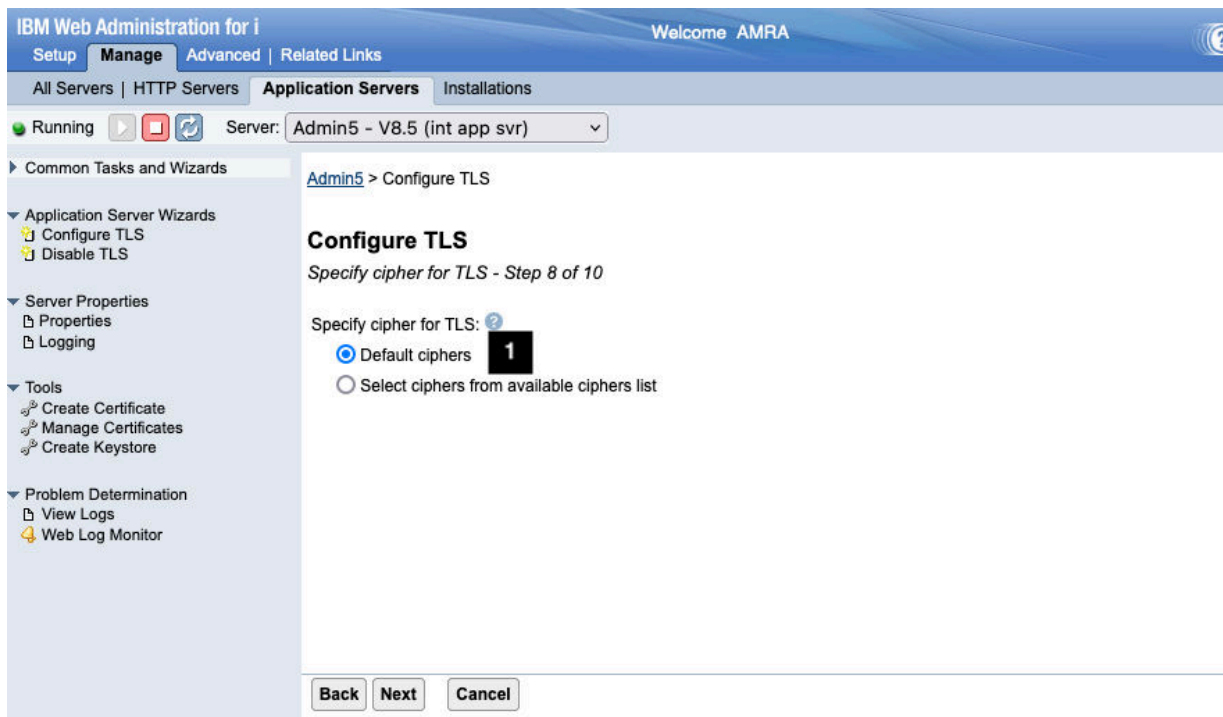 IBM Web Administration for i
Welcome AMRA
Setup Manage Advanced | Related Links
All Servers | HTTP Servers Application Servers Installations
Running Server: Admin5 - V8.5 (int app svr)
Common Tasks and Wizards
Application Server Wizards
Configure TLS
Disable TLS
Server Properties
Properties
Logging
Tools
Create Certificate
Manage Certificates
Create Keystore
Problem Determination
View Logs
Web Log Monitor
Admin5 > Configure TLS
Configure TLS
Specify cipher for TLS - Step 8 of 10
Specify cipher for TLS: ?
Default ciphers 1
Select ciphers from available ciphers list
Back Next Cancel